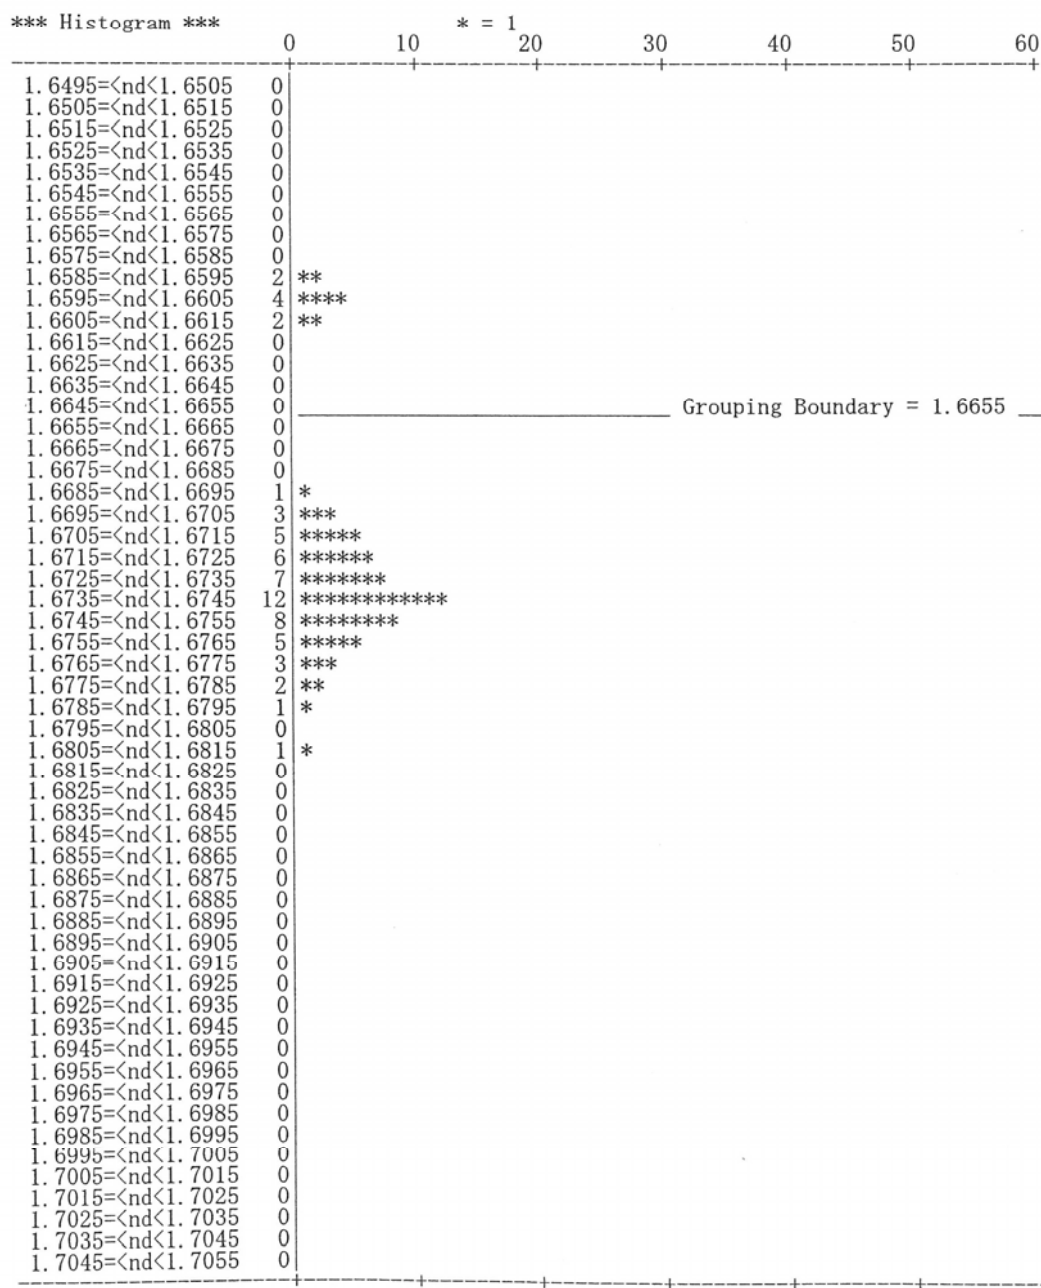 *** Histogram *** * = 1
0 10 20 30 40 50 60
1.6495=<nd<1.6505 0
1.6505=<nd<1.6515 0
1.6515=<nd<1.6525 0
1.6525=<nd<1.6535 0
1.6535=<nd<1.6545 0
1.6545=<nd<1.6555 0
1.6555=<nd<1.6565 0
1.6565=<nd<1.6575 0
1.6575=<nd<1.6585 0
1.6585=<nd<1.6595 2 **
1.6595=<nd<1.6605 4 ****
1.6605=<nd<1.6615 2 **
1.6615=<nd<1.6625 0
1.6625=<nd<1.6635 0
1.6635=<nd<1.6645 0
1.6645=<nd<1.6655 0 Grouping Boundary = 1.6655
1.6655=<nd<1.6665 0
1.6665=<nd<1.6675 0
1.6675=<nd<1.6685 0
1.6685=<nd<1.6695 1 *
1.6695=<nd<1.6705 3 ***
1.6705=<nd<1.6715 5 *****
1.6715=<nd<1.6725 6 ******
1.6725=<nd<1.6735 7 *******
1.6735=<nd<1.6745 12 ************
1.6745=<nd<1.6755 8 ********
1.6755=<nd<1.6765 5 *****
1.6765=<nd<1.6775 3 ***
1.6775=<nd<1.6785 2 **
1.6785=<nd<1.6795 1 *
1.6795=<nd<1.6805 0
1.6805=<nd<1.6815 1 *
1.6815=<nd<1.6825 0
1.6825=<nd<1.6835 0
1.6835=<nd<1.6845 0
1.6845=<nd<1.6855 0
1.6855=<nd<1.6865 0
1.6865=<nd<1.6875 0
1.6875=<nd<1.6885 0
1.6885=<nd<1.6895 0
1.6895=<nd<1.6905 0
1.6905=<nd<1.6915 0
1.6915=<nd<1.6925 0
1.6925=<nd<1.6935 0
1.6935=<nd<1.6945 0
1.6945=<nd<1.6955 0
1.6955=<nd<1.6965 0
1.6965=<nd<1.6975 0
1.6975=<nd<1.6985 0
1.6985=<nd<1.6995 0
1.6995=<nd<1.7005 0
1.7005=<nd<1.7015 0
1.7015=<nd<1.7025 0
1.7025=<nd<1.7035 0
1.7035=<nd<1.7045 0
1.7045=<nd<1.7055 0